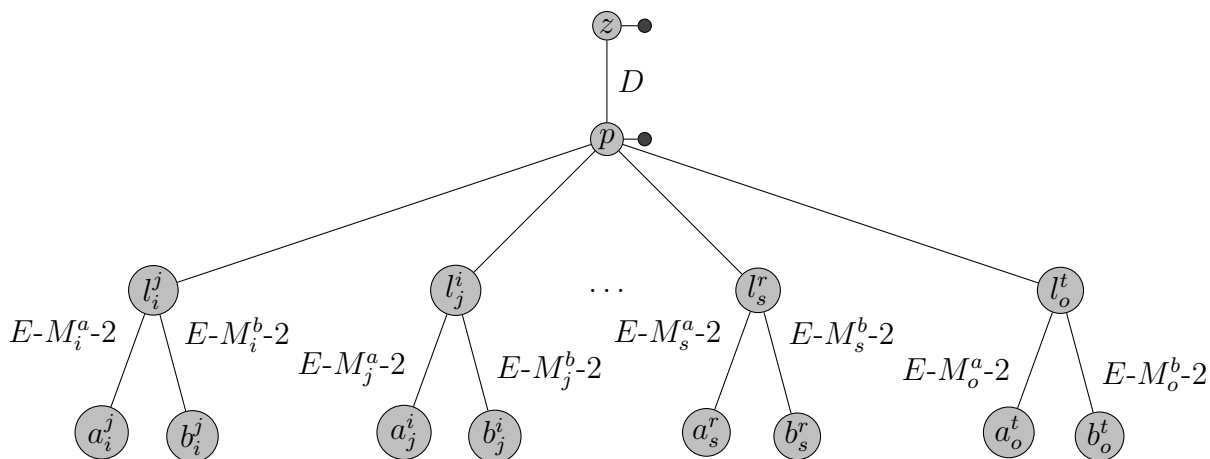 z
D
p
l_i^j l_j^i … l_s^r l_o^t
E-M_i^a-2 E-M_i^b-2 E-M_j^a-2 E-M_j^b-2 E-M_s^a-2 E-M_s^b-2 E-M_o^a-2 E-M_o^b-2
a_i^j b_i^j a_j^i b_j^i a_s^r b_s^r a_o^t b_o^t